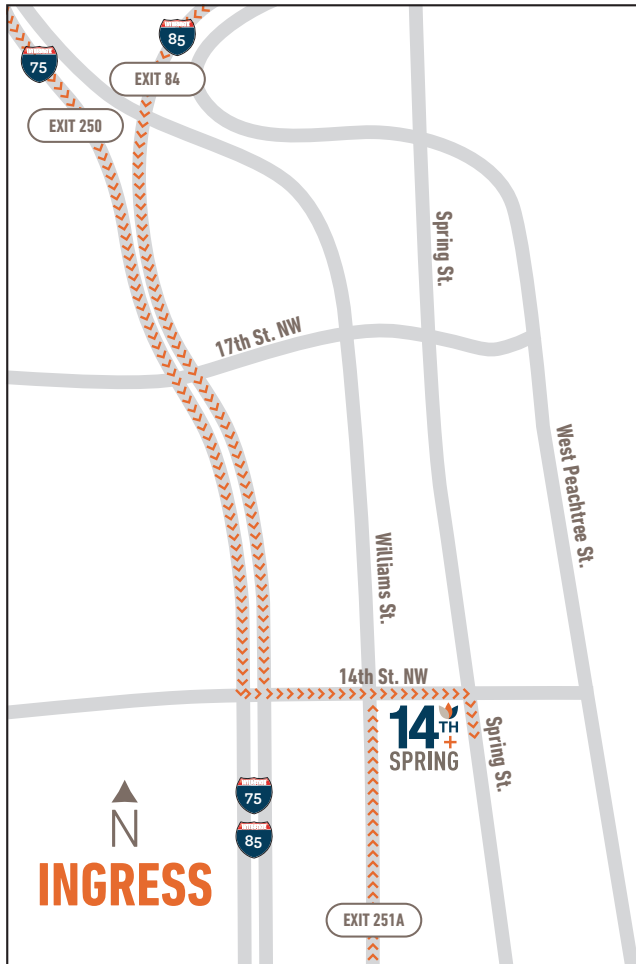 85
75
EXIT 84
EXIT 250
Spring St.
17th St. NW
West Peachtree St.
Williams St.
14th St. NW
14TH
+
SPRING
Spring St.
75
85
N
INGRESS
EXIT 251A